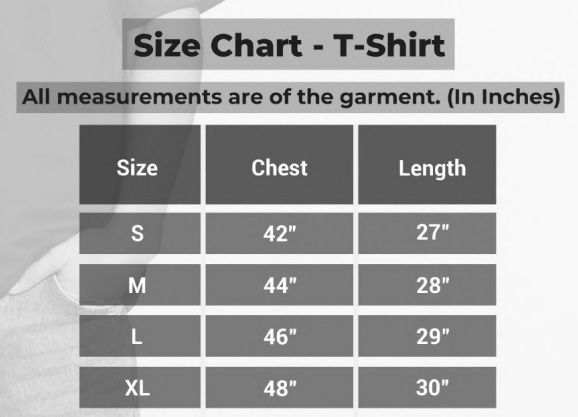 Size Chart - T-Shirt
All measurements are of the garment. (In Inches)
Size Chest Length
S 42" 27"
M 44" 28"
L 46" 29"
XL 48" 30"